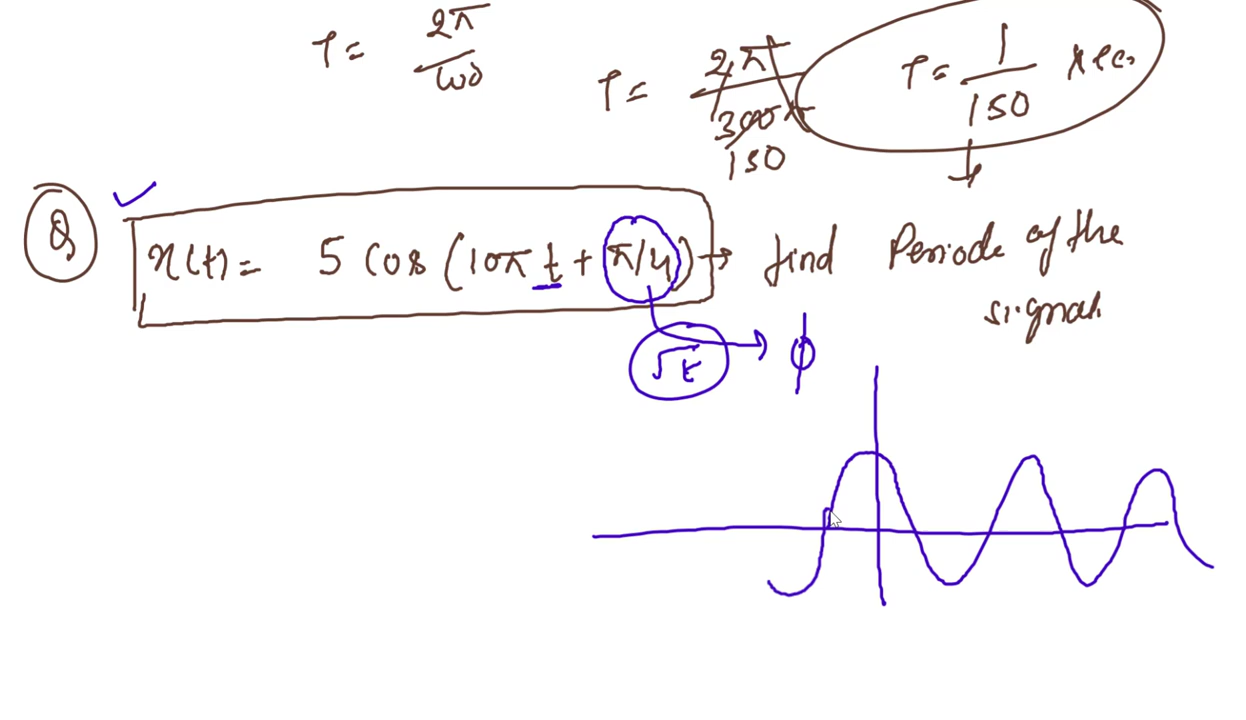 T = 2π/ω0
T = 2π/300π 150
T = 1/150 sec.
Q
x(t) = 5 cos(10πt + π/4) → find Periode of the
signal.
√t → ϕ